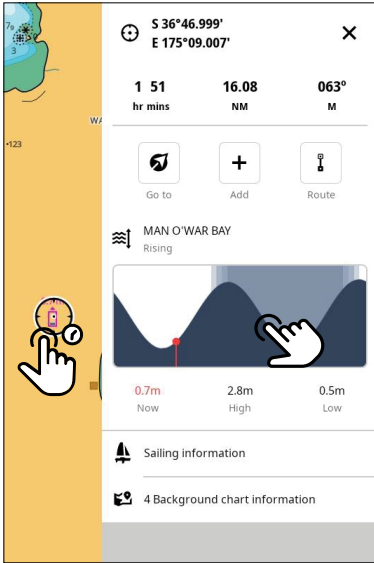 7₉
3
S 36°46.999'
E 175°09.007'
1 51
hr mins
16.08
NM
063°
M
WA
•123
Go to
Add
Route
MAN O'WAR BAY
Rising
0.7m
Now
2.8m
High
0.5m
Low
Sailing information
4 Background chart information